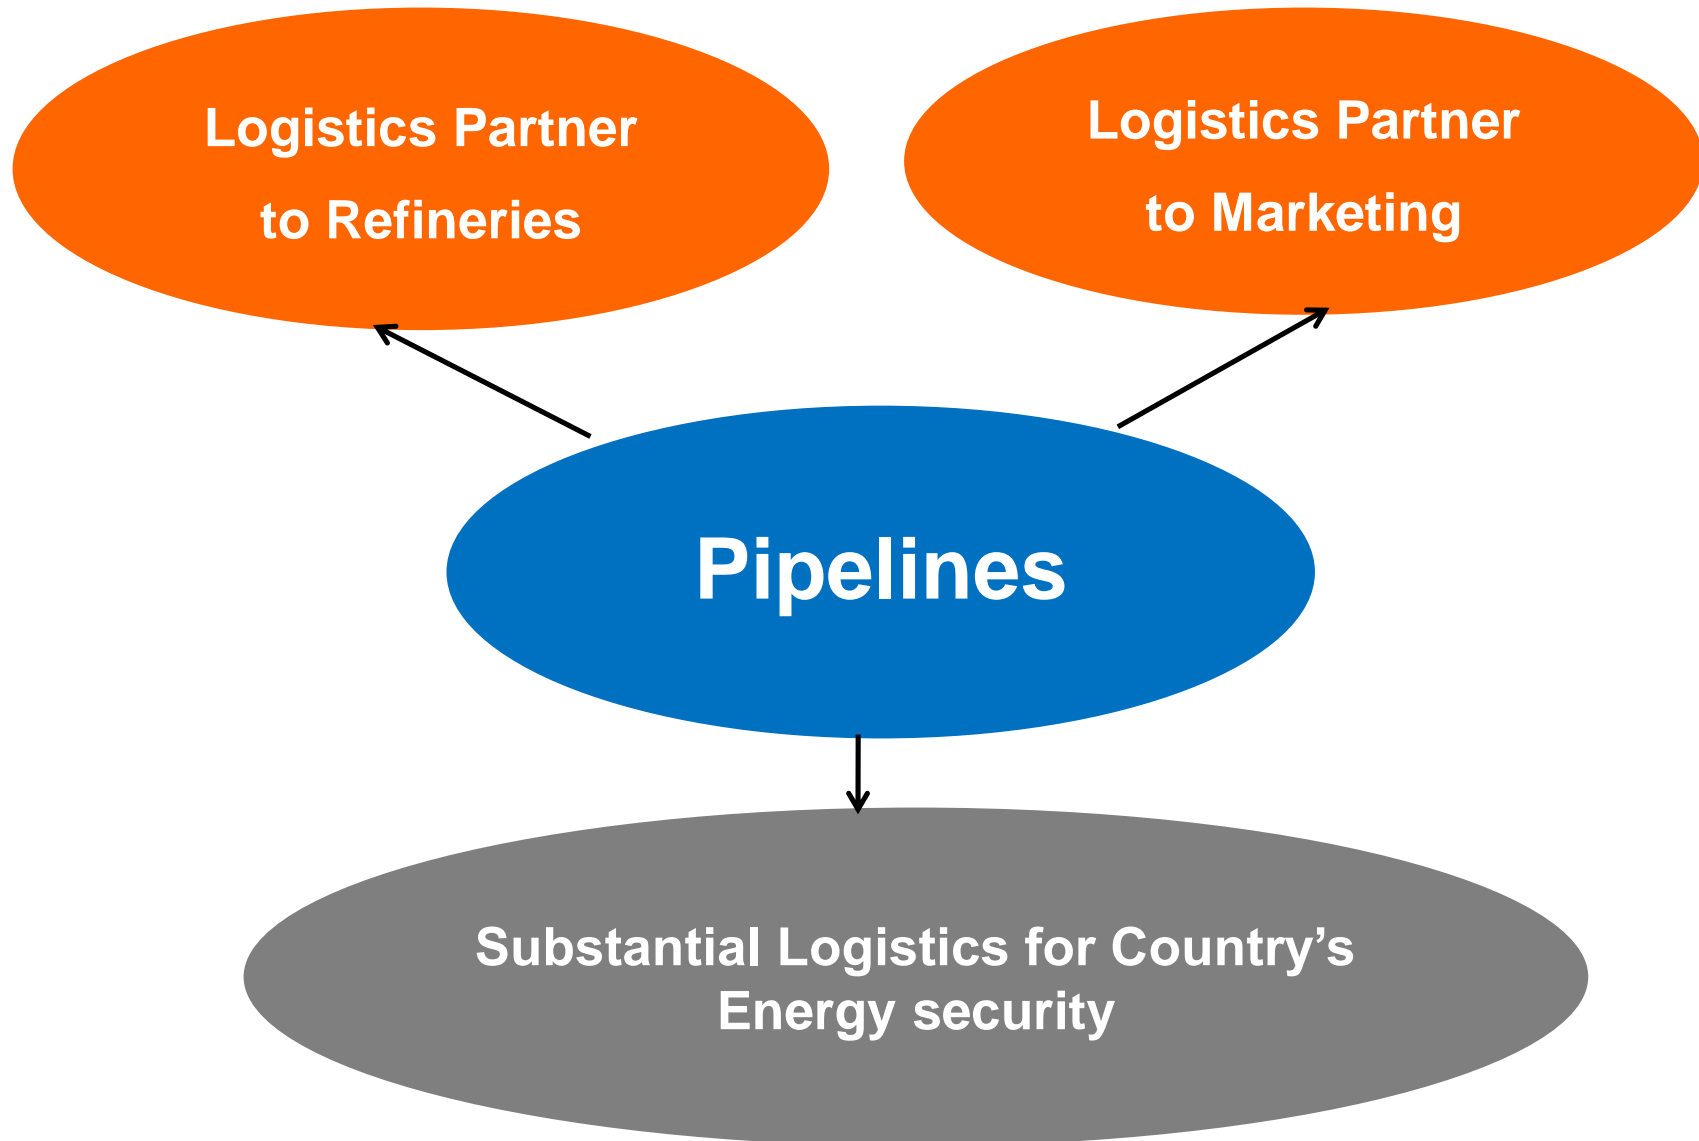 Logistics Partner
to Refineries
Logistics Partner
to Marketing
Pipelines
Substantial Logistics for Country’s
Energy security